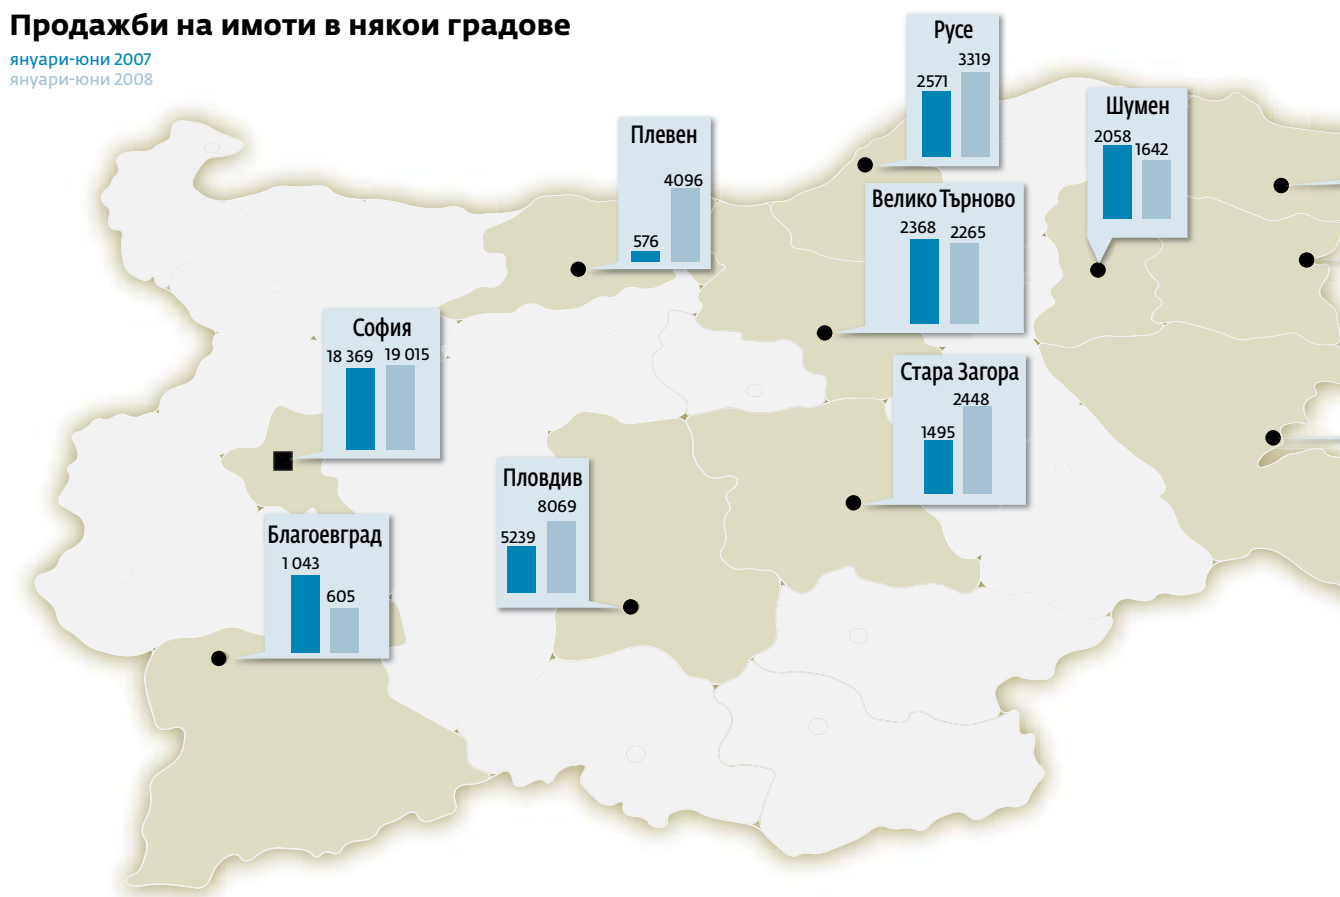 Продажби на имоти в някои градове
януари-юни 2007
януари-юни 2008
Русе
2571
3319
Шумен
2058
1642
Плевен
576
4096
Велико Търново
2368
2265
София
18 369
19 015
Стара Загора
1495
2448
Пловдив
5239
8069
Благоевград
1 043
605